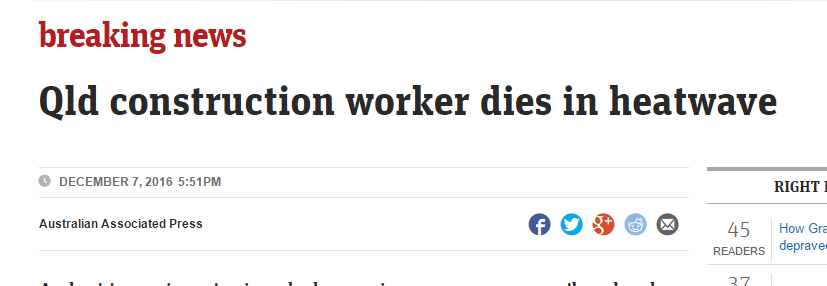 breaking news
Qld construction worker dies in heatwave
DECEMBER 7, 2016 5:51PM
RIGHT
Australian Associated Press
45
READERS
How Gra
deprave
37